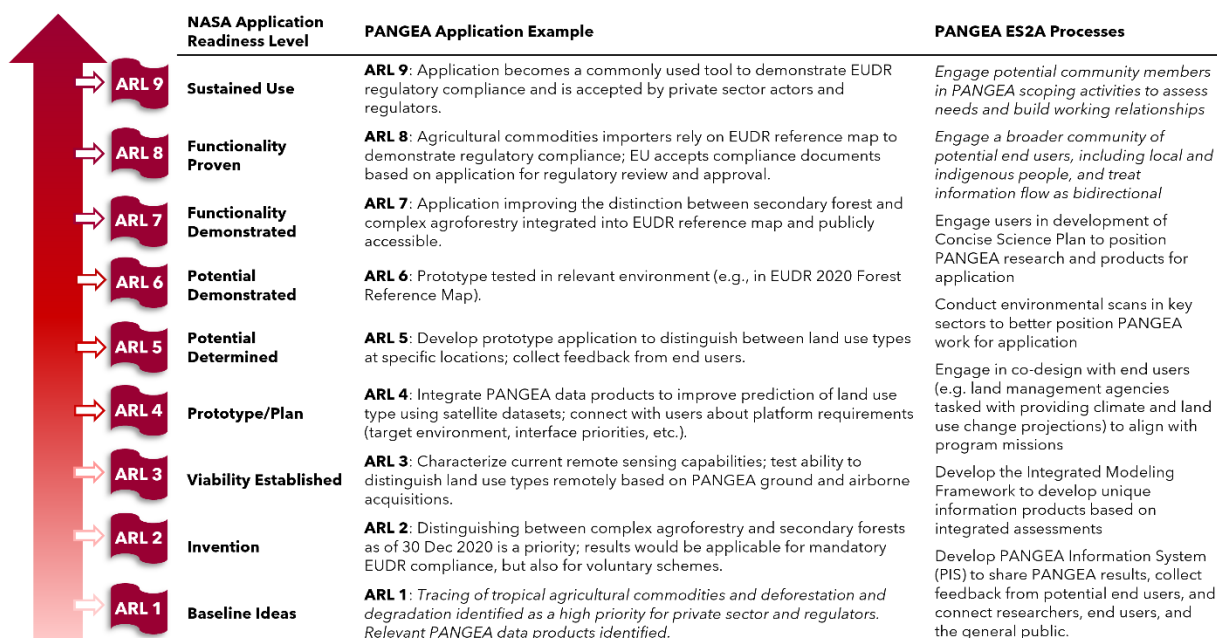 NASA Application
Readiness Level
PANGEA Application Example
PANGEA ES2A Processes
ARL 9
Sustained Use
ARL 9: Application becomes a commonly used tool to demonstrate EUDR
regulatory compliance and is accepted by private sector actors and
regulators.
ARL 8
Functionality
Proven
ARL 8: Agricultural commodities importers rely on EUDR reference map to
demonstrate regulatory compliance; EU accepts compliance documents
based on application for regulatory review and approval.
ARL 7
Functionality
Demonstrated
ARL 7: Application improving the distinction between secondary forest and
complex agroforestry integrated into EUDR reference map and publicly
accessible.
ARL 6
Potential
Demonstrated
ARL 6: Prototype tested in relevant environment (e.g., in EUDR 2020 Forest
Reference Map).
ARL 5
Potential
Determined
ARL 5: Develop prototype application to distinguish between land use types
at specific locations; collect feedback from end users.
ARL 4
Prototype/Plan
ARL 4: Integrate PANGEA data products to improve prediction of land use
type using satellite datasets; connect with users about platform requirements
(target environment, interface priorities, etc.).
ARL 3
Viability Established
ARL 3: Characterize current remote sensing capabilities; test ability to
distinguish land use types remotely based on PANGEA ground and airborne
acquisitions.
ARL 2
Invention
ARL 2: Distinguishing between complex agroforestry and secondary forests
as of 30 Dec 2020 is a priority; results would be applicable for mandatory
EUDR compliance, but also for voluntary schemes.
ARL 1
Baseline Ideas
ARL 1: Tracing of tropical agricultural commodities and deforestation and
degradation identified as a high priority for private sector and regulators.
Relevant PANGEA data products identified.
Engage potential community members
in PANGEA scoping activities to assess
needs and build working relationships
Engage a broader community of
potential end users, including local and
indigenous people, and treat
information flow as bidirectional
Engage users in development of
Concise Science Plan to position
PANGEA research and products for
application
Conduct environmental scans in key
sectors to better position PANGEA
work for application
Engage in co-design with end users
(e.g. land management agencies
tasked with providing climate and land
use change projections) to align with
program missions
Develop the Integrated Modeling
Framework to develop unique
information products based on
integrated assessments
Develop PANGEA Information System
(PIS) to share PANGEA results, collect
feedback from potential end users, and
connect researchers, end users, and
the general public.